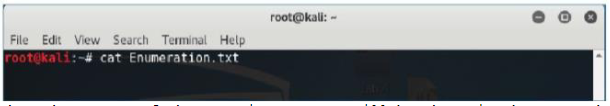 root@kali: ~
File Edit View Search Terminal Help
root@kali:~# cat Enumeration.txt